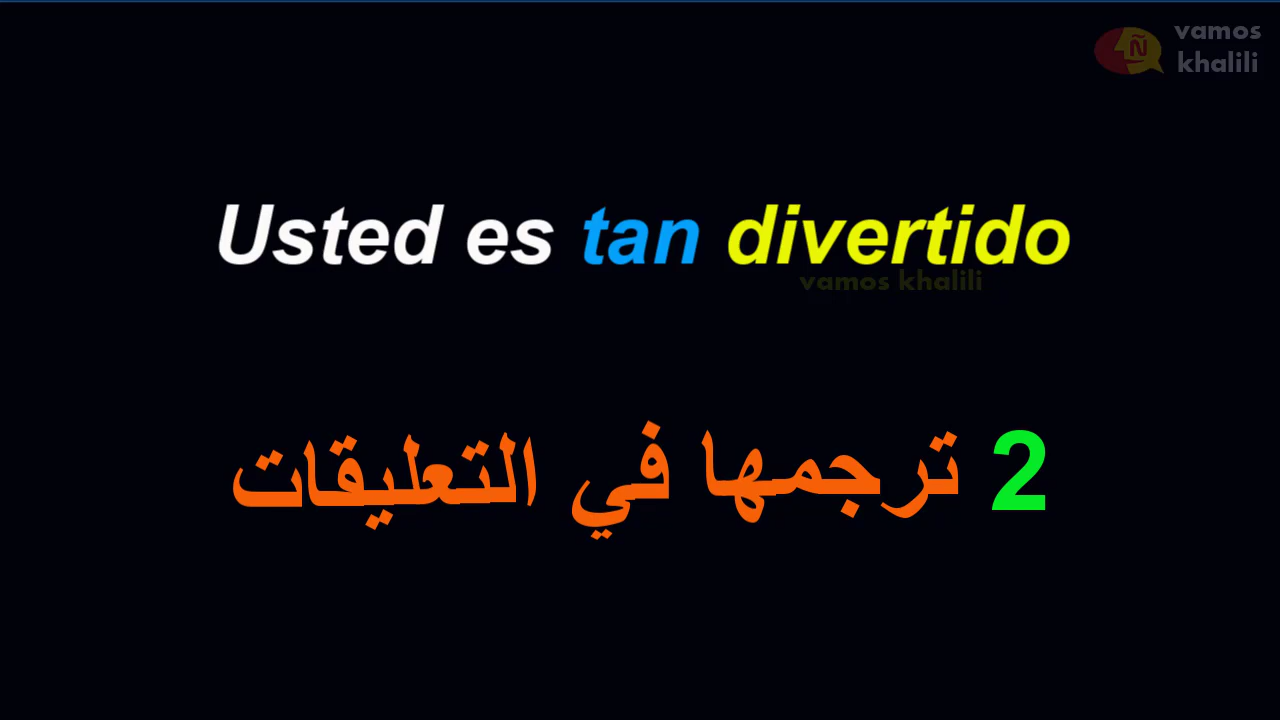 vamos
khalili
Ñ
Usted es tan divertido
vamos khalili
2 ترجمها في التعليقات